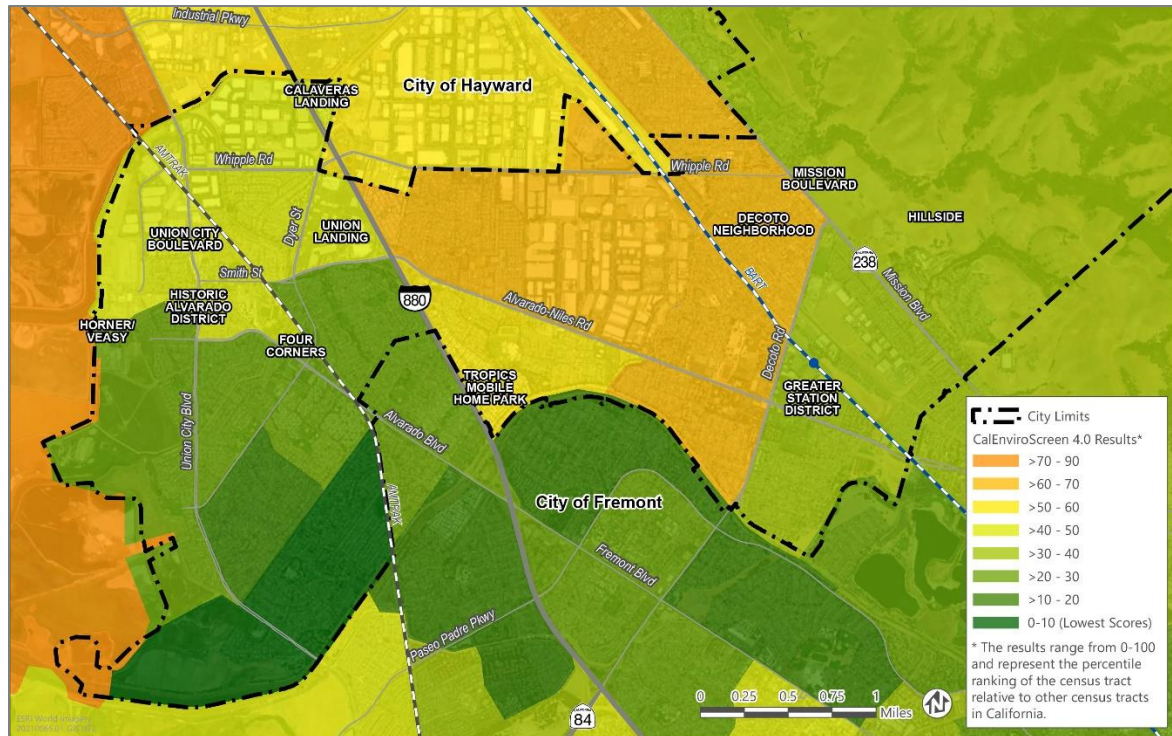 Industrial Pkwy
City of Hayward
CALAVERAS
LANDING
AMTRAK
Whipple Rd
Whipple Rd
MISSION
BOULEVARD
Dyer St
UNION CITY
BOULEVARD
UNION
LANDING
DECOTO
NEIGHBORHOOD
HILLSIDE
238
Mission Blvd
BART
Smith St
880
HISTORIC
ALVARADO
DISTRICT
HORNER/
VEASY
FOUR
CORNERS
Alvarado-Niles Rd
Decoto Rd
TROPICS
MOBILE
HOME PARK
GREATER
STATION
DISTRICT
Union City Blvd
Alvarado Blvd
AMTRAK
City of Fremont
Fremont Blvd
Paseo Padre Pkwy
84
City Limits
CalEnviroScreen 4.0 Results*
>70 - 90
>60 - 70
>50 - 60
>40 - 50
>30 - 40
>20 - 30
>10 - 20
0-10 (Lowest Scores)
* The results range from 0-100
and represent the percentile
ranking of the census tract
relative to other census tracts
in California.
0 0.25 0.5 0.75 1
Miles
N
ESRI World Imagery